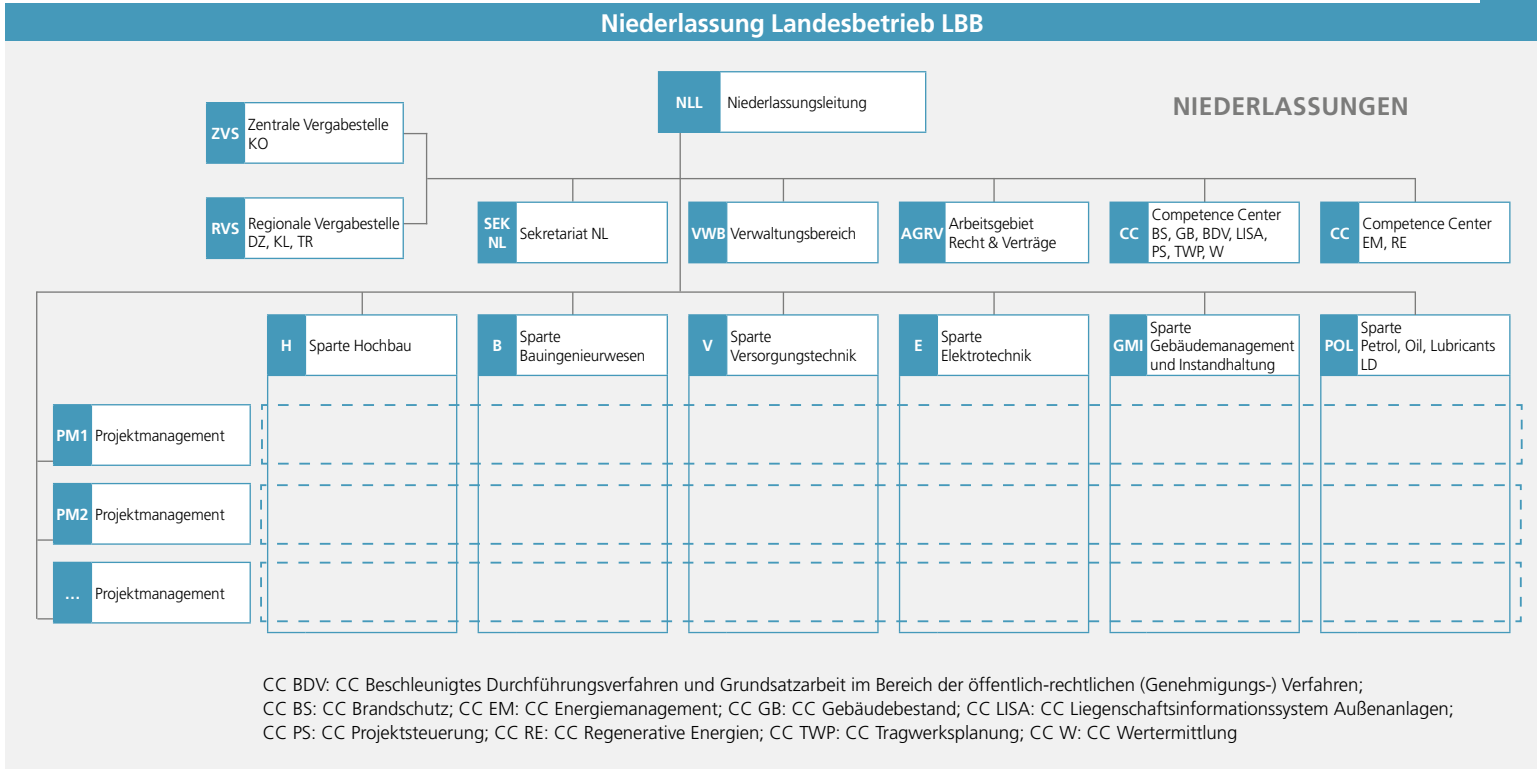 Niederlassung Landesbetrieb LBB
NLL
Niederlassungsleitung
NIEDERLASSUNGEN
ZVS
Zentrale Vergabestelle
KO
RVS
Regionale Vergabestelle
DZ, KL, TR
SEK
NL
Sekretariat NL
VWB
Verwaltungsbereich
AGRV
Arbeitsgebiet
Recht & Verträge
CC
Competence Center
BS, GB, BDV, LISA,
PS, TWP, W
CC
Competence Center
EM, RE
H
Sparte Hochbau
B
Sparte
Bauingenieurwesen
V
Sparte
Versorgungstechnik
E
Sparte
Elektrotechnik
GMI
Sparte
Gebäudemanagement
und Instandhaltung
POL
Sparte
Petrol, Oil, Lubricants
LD
PM1
Projektmanagement
PM2
Projektmanagement
...
Projektmanagement
CC BDV: CC Beschleunigtes Durchführungsverfahren und Grundsatzarbeit im Bereich der öffentlich-rechtlichen (Genehmigungs-) Verfahren;
CC BS: CC Brandschutz; CC EM: CC Energiemanagement; CC GB: CC Gebäudebestand; CC LISA: CC Liegenschaftsinformationssystem Außenanlagen;
CC PS: CC Projektsteuerung; CC RE: CC Regenerative Energien; CC TWP: CC Tragwerksplanung; CC W: CC Wertermittlung